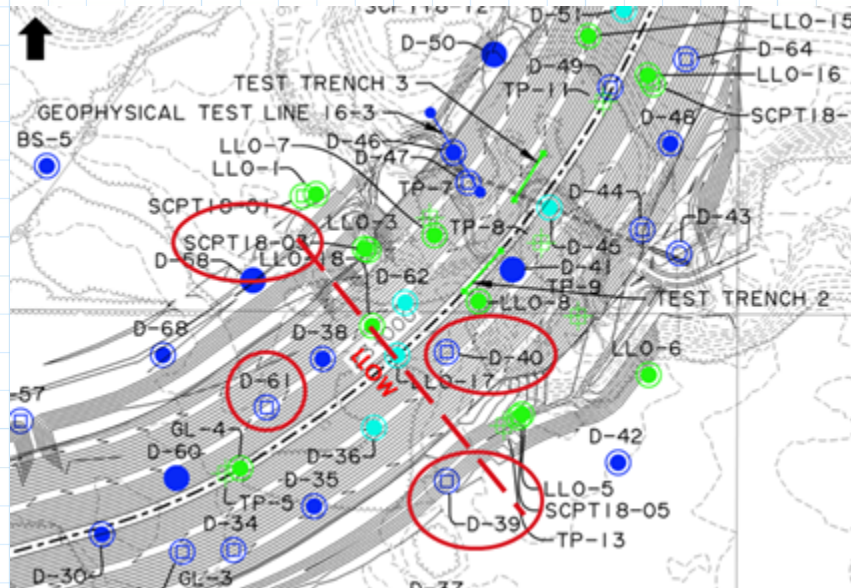 SCPT18-12
D-51
LLO-15
D-50
D-64
D-49
LLO-16
TEST TRENCH 3
TP-11
SCPT18-
GEOPHYSICAL TEST LINE 16-3
D-48
BS-5
LLO-7
D-46
D-47
LLO-1
TP-7
D-44
SCPT18-01
D-43
LLO-3
TP-8
SCPT18-03
D-45
D-58
LLO-18
D-62
D-41
TP-9
TEST TRENCH 2
LLO-8
D-68
D-38
D-40
LLO-6
D-61
LLO-17
MOTT
-57
GL-4
D-60
D-36
D-42
D-35
LLO-5
TP-5
SCPT18-05
D-34
D-39
TP-13
D-30
GL-3
D-37